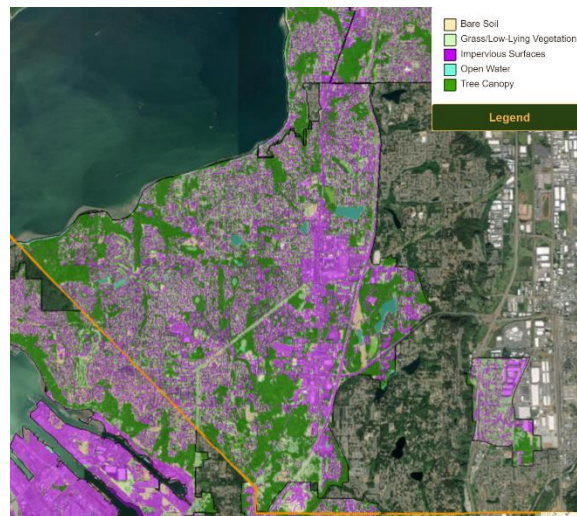 Bare Soil
Grass/Low-Lying Vegetation
Impervious Surfaces
Open Water
Tree Canopy
Legend